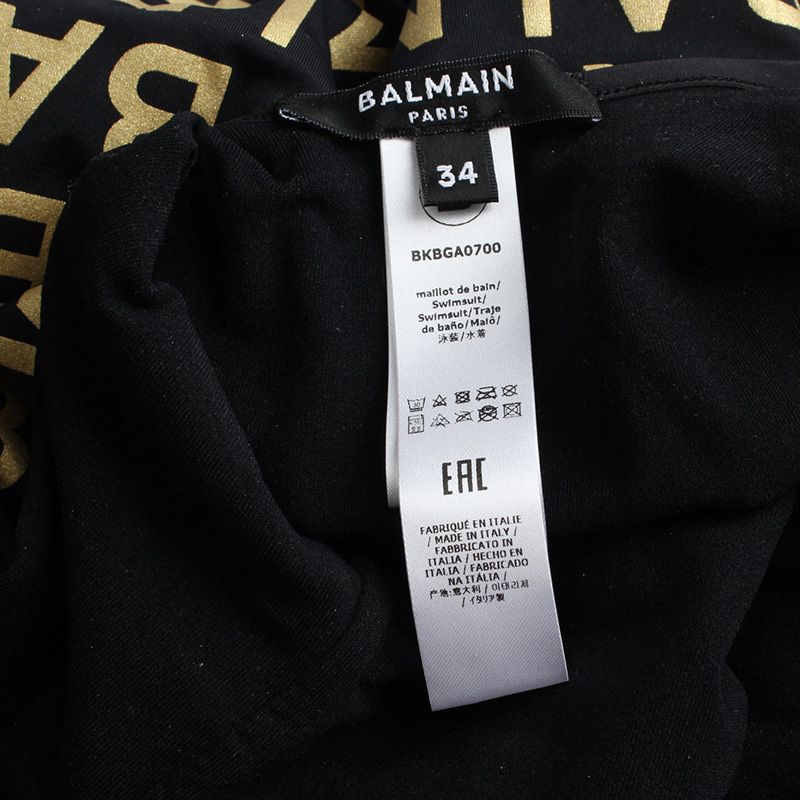 BALMAIN
PARIS
34
BKBGA0700
maillot de bain/
Swimsuit/
Swimsuit/Traje
de baño/Maiô/
泳装/水着
EAC
FABRIQUÉ EN ITALIE
/ MADE IN ITALY /
FABBRICATO IN
ITALIA / HECHO EN
ITALIA / FABRICADO
NA ITÁLIA /
产地:意大利 / 이태리제
/ イタリア製